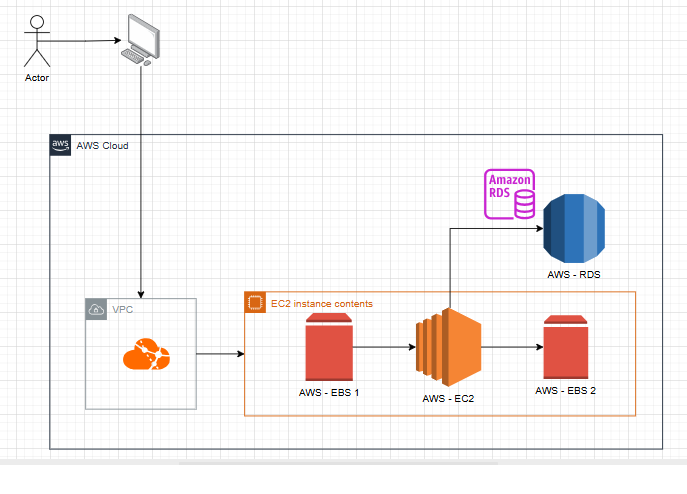 Actor
aws
AWS Cloud
Amazon
RDS
AWS - RDS
VPC
EC2 instance contents
AWS - EBS 1
AWS - EC2
AWS - EBS 2